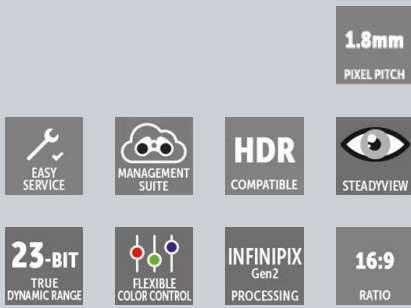 1.8mm
PIXEL PITCH
EASY
SERVICE
MANAGEMENT
SUITE
HDR
COMPATIBLE
STEADYVIEW
23-BIT
TRUE
DYNAMIC RANGE
FLEXIBLE
COLOR CONTROL
INFINIPIX
Gen2
PROCESSING
16:9
RATIO